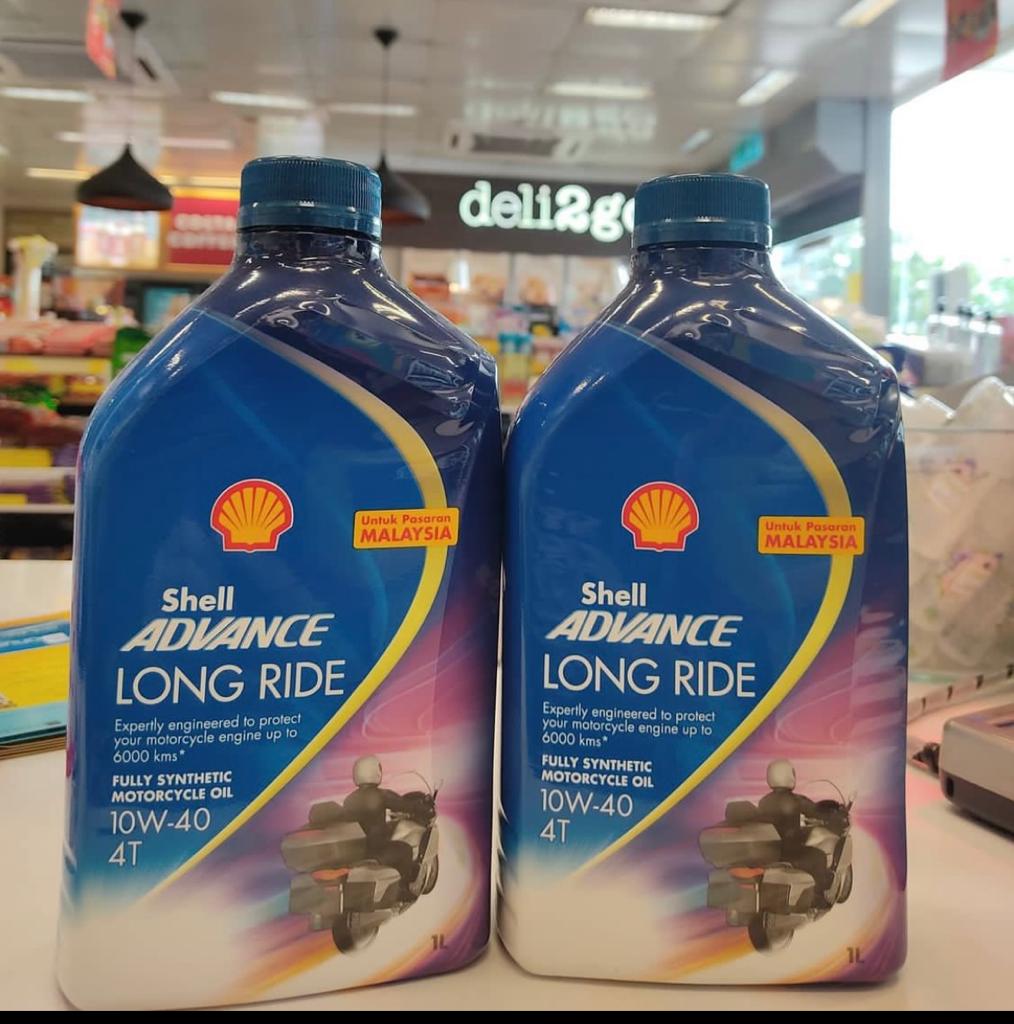 deli2go
COSTA
COFFEE
Untuk Pasaran
MALAYSIA
Shell
ADVANCE
LONG RIDE
Expertly engineered to protect
your motorcycle engine up to
6000 kms*
FULLY SYNTHETIC
MOTORCYCLE OIL
10W-40
4T
1L
Untuk Pasaran
MALAYSIA
Shell
ADVANCE
LONG RIDE
Expertly engineered to protect
your motorcycle engine up to
6000 kms*
FULLY SYNTHETIC
MOTORCYCLE OIL
10W-40
4T
1L